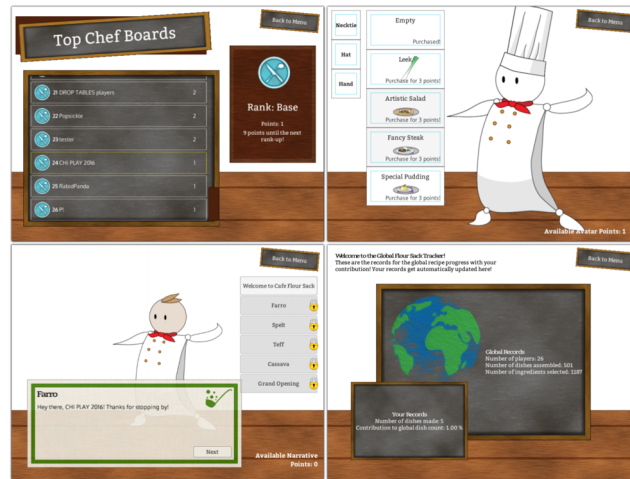 Top Chef Boards
Back to Menu
21 DROP TABLES players 2
22 Popsickle 2
23 tester 2
24 CHI PLAY 2016 1
25 RatedPanda 1
26 P! 1
Rank: Base
Points: 1
9 points until the next
rank-up!
Back to Menu
Necktie
Hat
Hand
Empty
Purchased!
Leek
Purchase for 3 points!
Artistic Salad
Purchase for 3 points!
Fancy Steak
Purchase for 3 points!
Special Pudding
Purchase for 3 points!
Available Avatar Points: 1
Back to Menu
Welcome to Cafe Flour Sack
Farro
Spelt
Teff
Cassava
Grand Opening
Farro
Hey there, CHI PLAY 2016! Thanks for stopping by!
Next
Available Narrative
Points: 0
Welcome to the Global Flour Sack Tracker!
These are the records for the global recipe progress with your
contribution! Your records get automatically updated here!
Back to Menu
Global Records
Number of players: 26
Number of dishes assembled: 501
Number of ingredients selected: 1187
Your Records
Number of dishes made: 5
Contribution to global dish count: 1.00 %